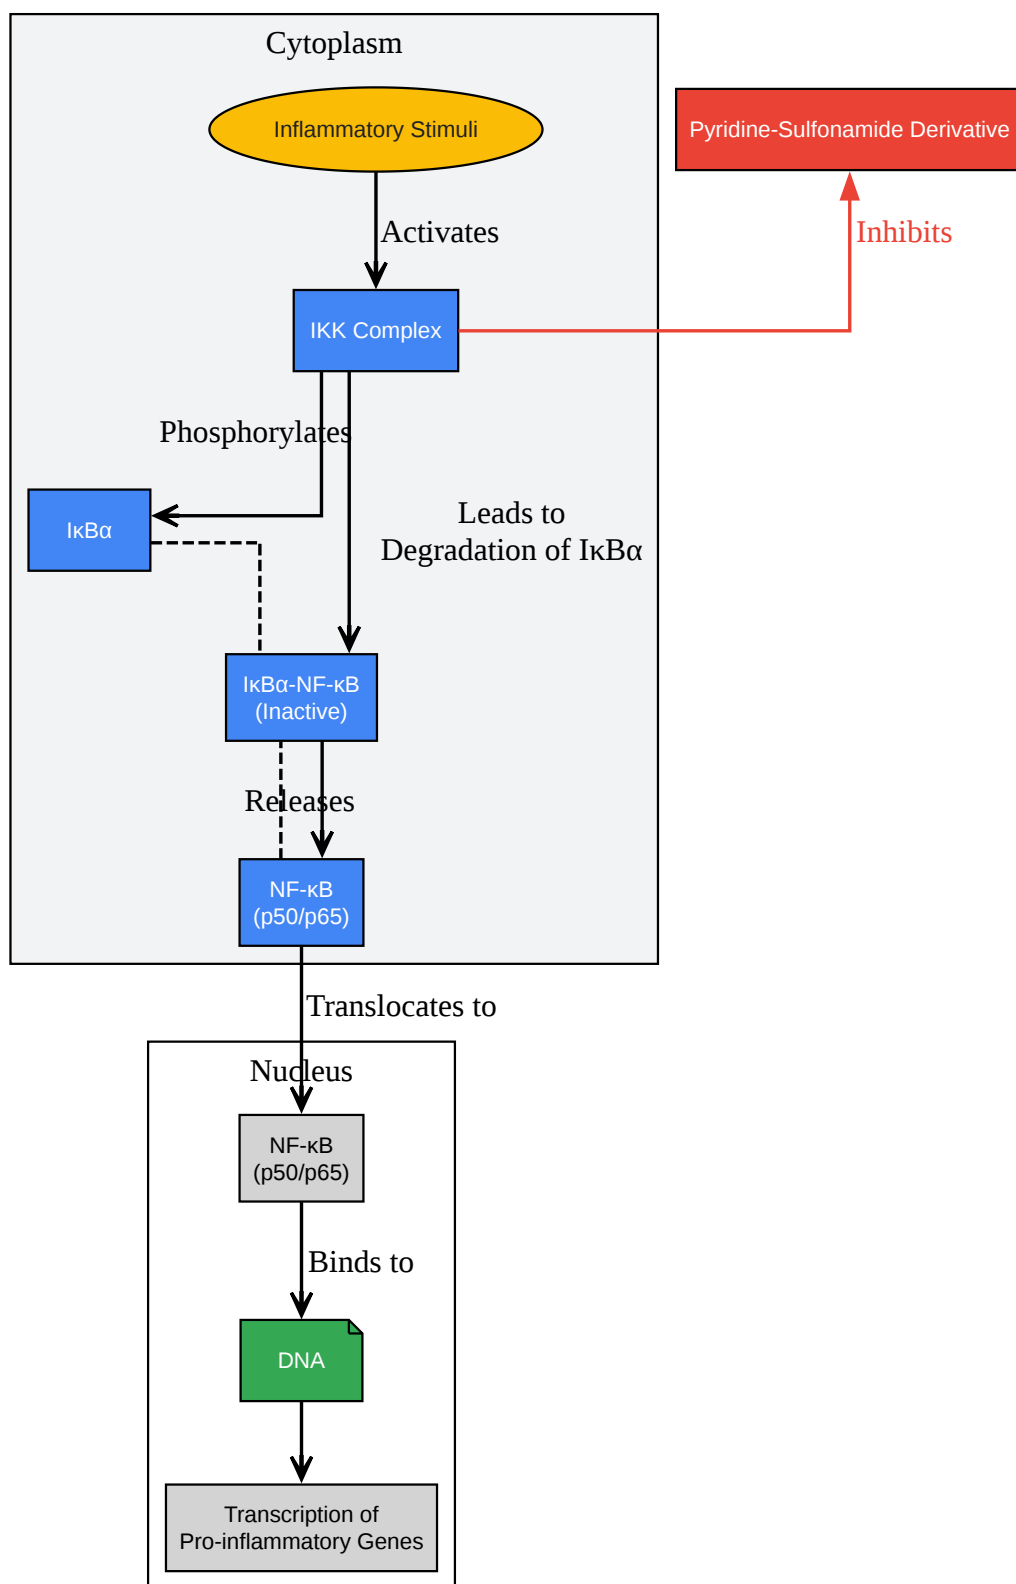 Cytoplasm
Inflammatory Stimuli
Pyridine-Sulfonamide Derivative
Activates
Inhibits
IKK Complex
Phosphorylates
Leads to
Degradation of IκBα
IκBα
IκBα-NF-κB
(Inactive)
Releases
NF-κB
(p50/p65)
Translocates to
Nucleus
NF-κB
(p50/p65)
Binds to
DNA
Transcription of
Pro-inflammatory Genes